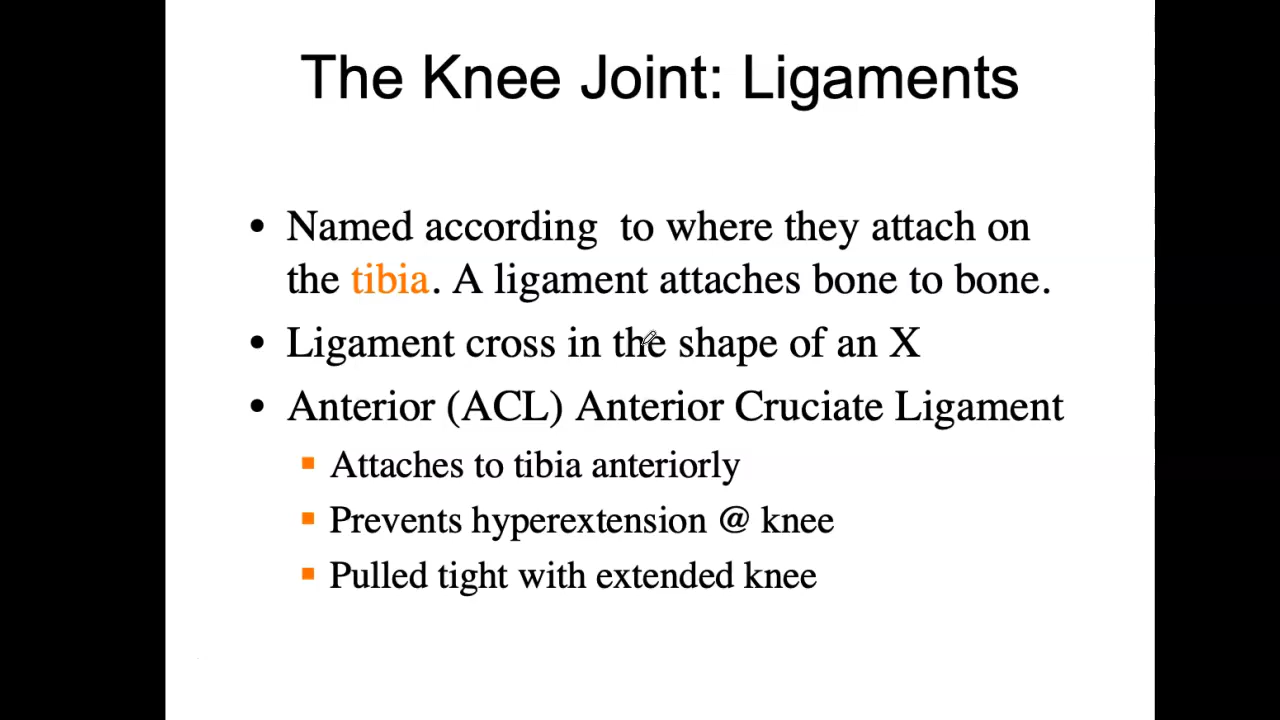 The Knee Joint: Ligaments
• Named according to where they attach on
the tibia. A ligament attaches bone to bone.
• Ligament cross in the shape of an X
• Anterior (ACL) Anterior Cruciate Ligament
▪ Attaches to tibia anteriorly
▪ Prevents hyperextension @ knee
▪ Pulled tight with extended knee